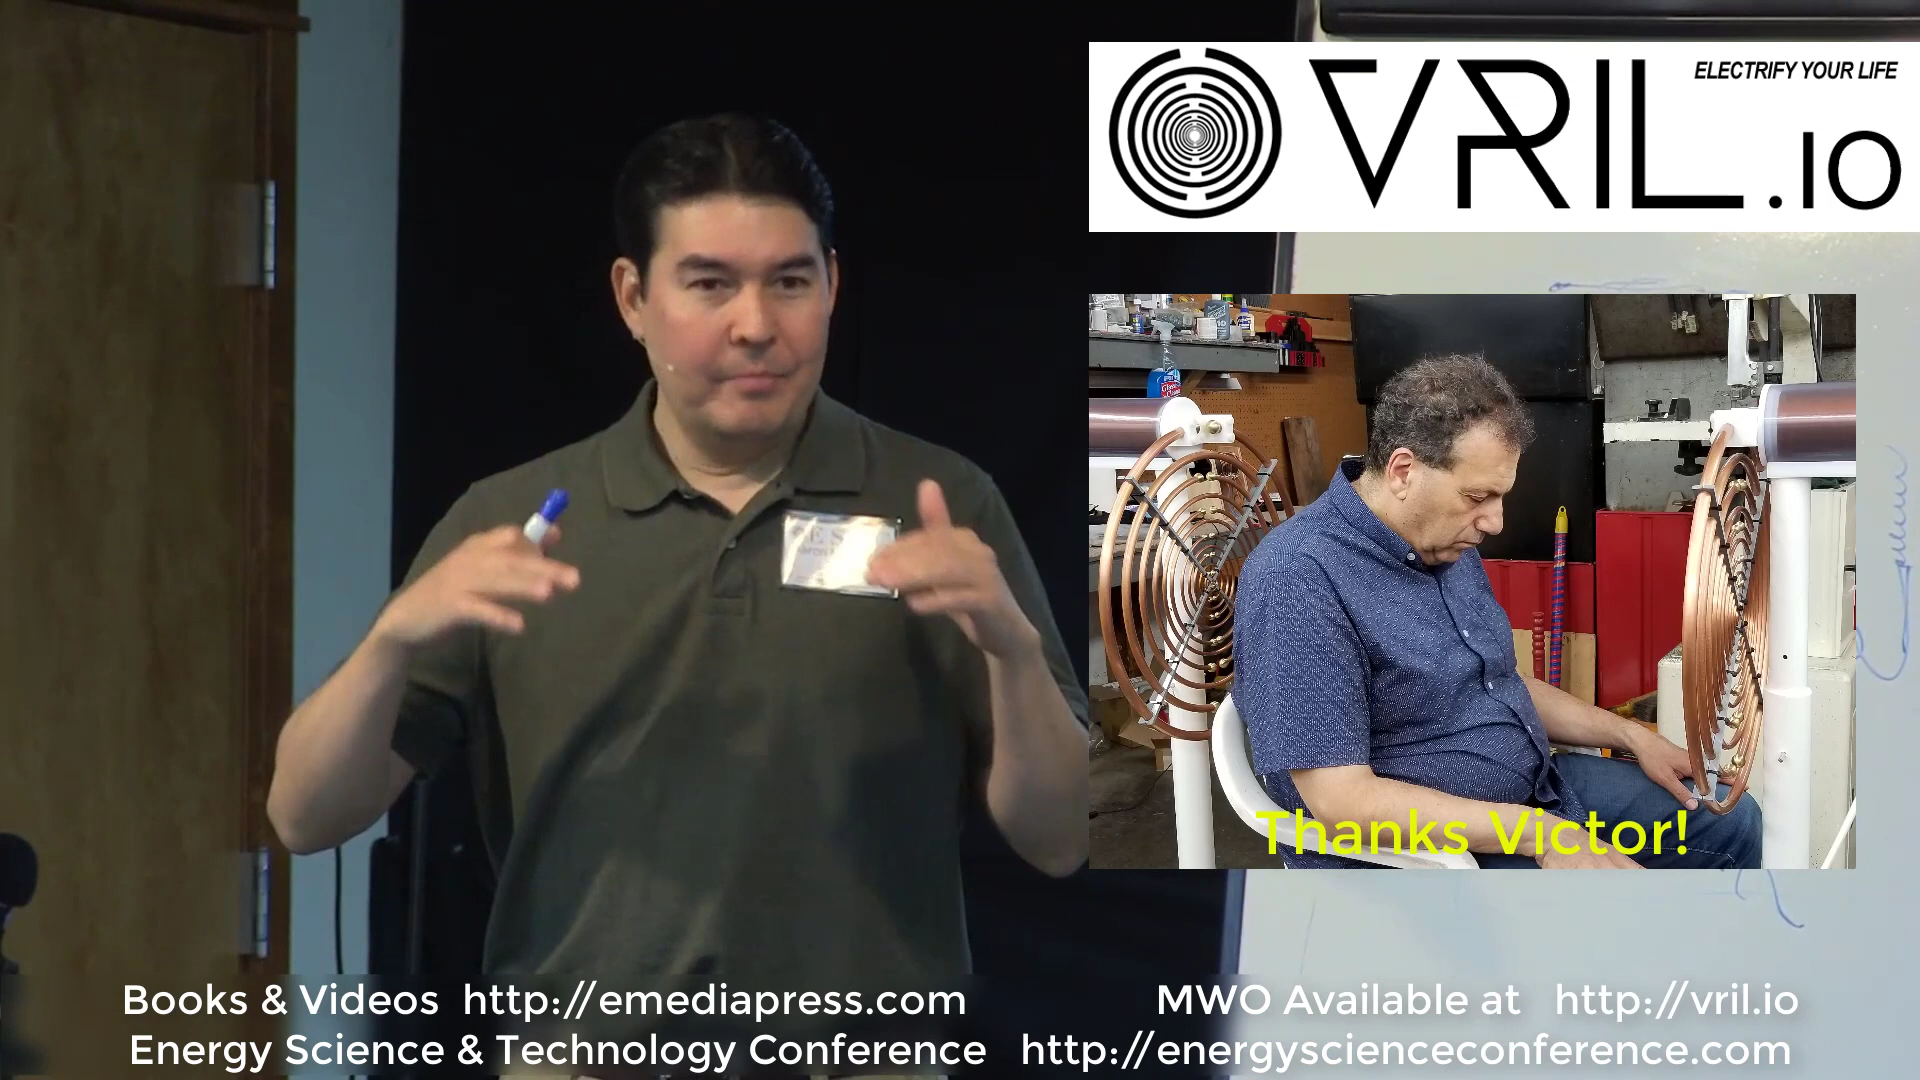 ELECTRIFY YOUR LIFE
VRIL.IO
Thanks Victor!
Books & Videos http://emediapress.com
MWO Available at http://vril.io
Energy Science & Technology Conference http://energyscienceconference.com